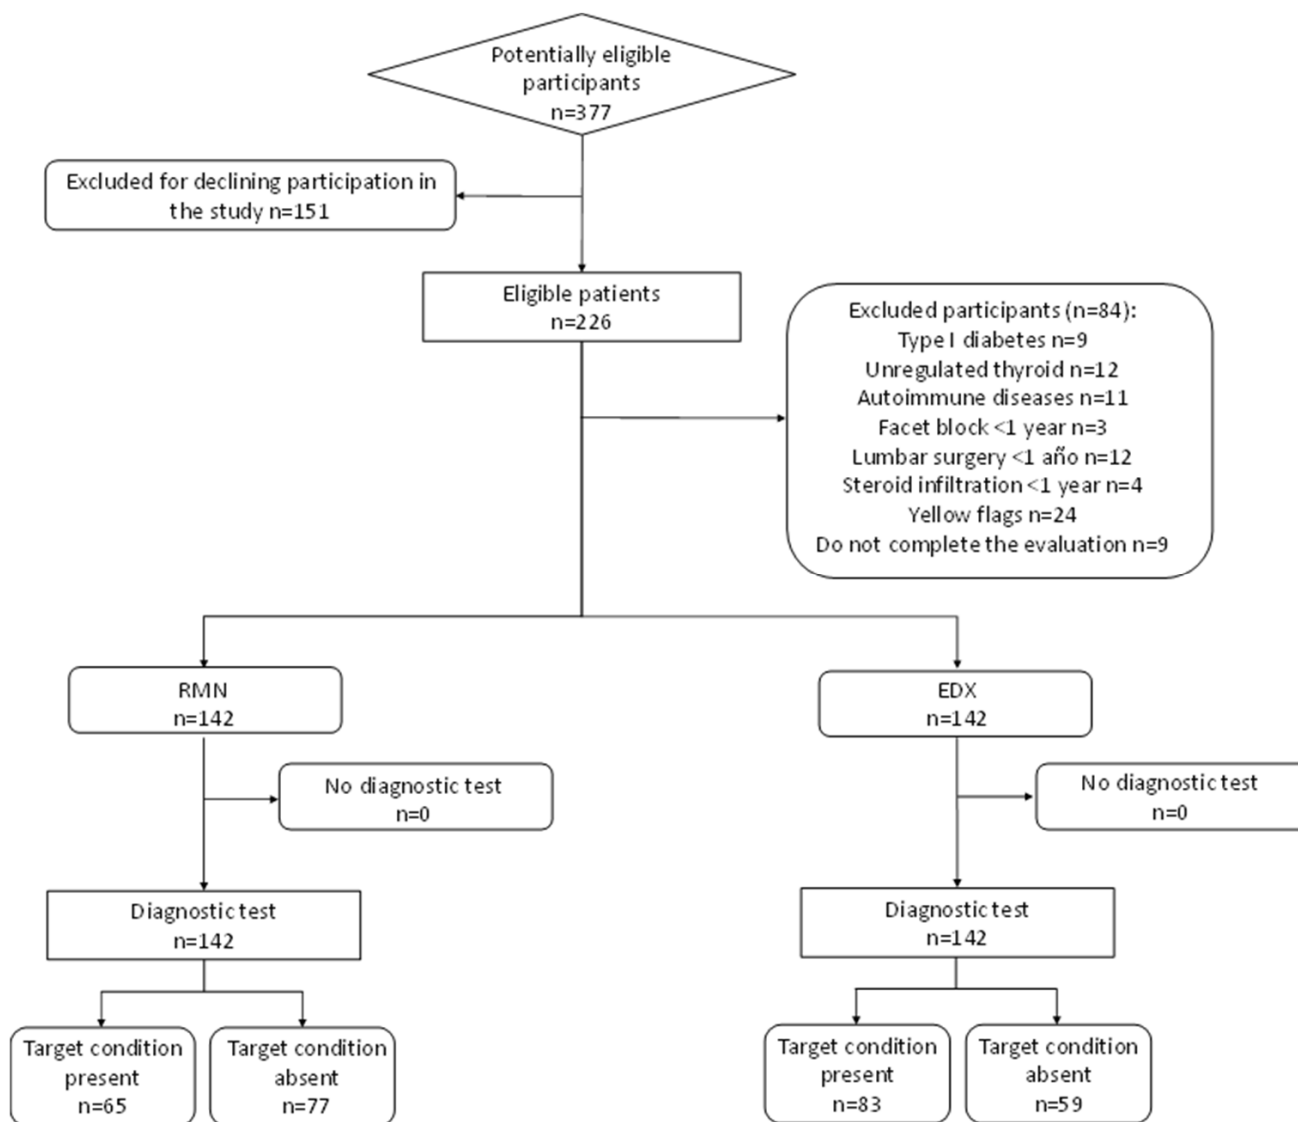 Potentially eligible
participants
n=377
Excluded for declining participation in
the study n=151
Eligible patients
n=226
Excluded participants (n=84):
Type I diabetes n=9
Unregulated thyroid n=12
Autoimmune diseases n=11
Facet block <1 year n=3
Lumbar surgery <1 año n=12
Steroid infiltration <1 year n=4
Yellow flags n=24
Do not complete the evaluation n=9
RMN
n=142
EDX
n=142
No diagnostic test
n=0
No diagnostic test
n=0
Diagnostic test
n=142
Diagnostic test
n=142
Target condition
present
n=65
Target condition
absent
n=77
Target condition
present
n=83
Target condition
absent
n=59